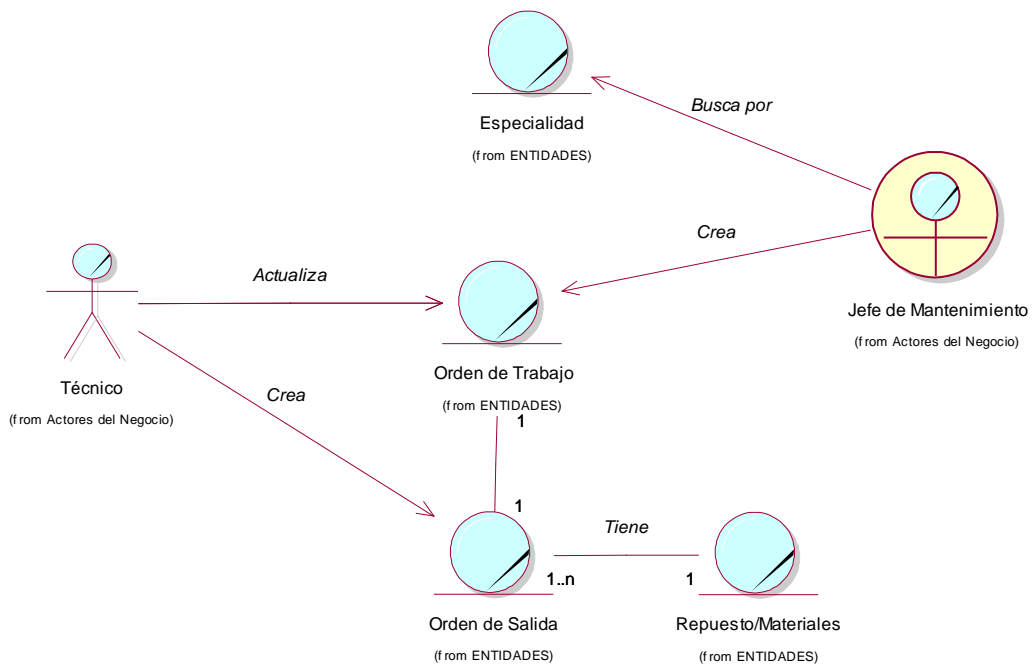 Especialidad
(from ENTIDADES)
Busca por
Crea
Jefe de Mantenimiento
(from Actores del Negocio)
Actualiza
Técnico
(from Actores del Negocio)
Orden de Trabajo
(from ENTIDADES)
Crea
1
1
Tiene
1..n
1
Orden de Salida
(from ENTIDADES)
Repuesto/Materiales
(from ENTIDADES)